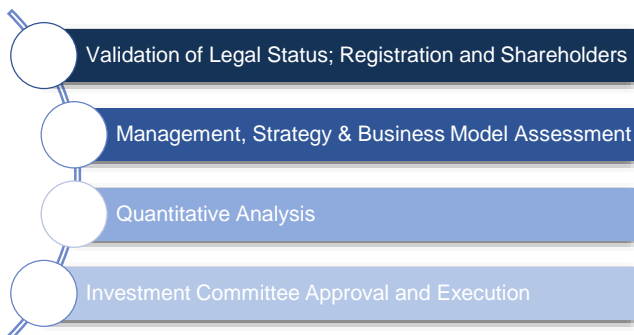 Validation of Legal Status; Registration and Shareholders
Management, Strategy & Business Model Assessment
Quantitative Analysis
Investment Committee Approval and Execution